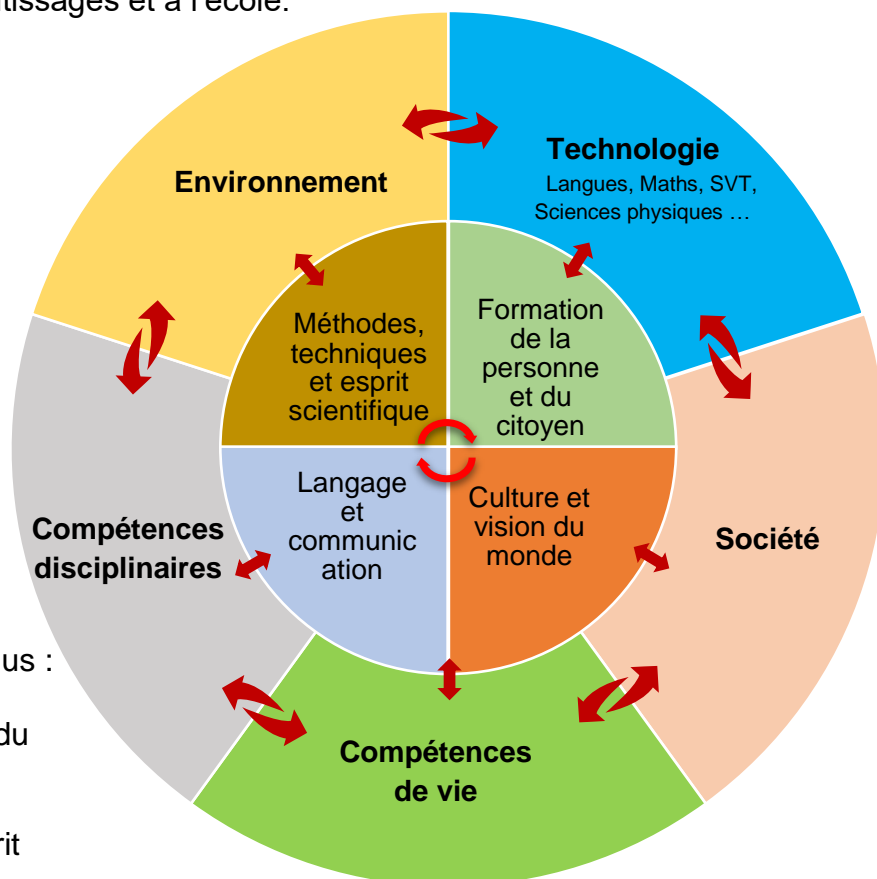 tissages et à l'école.
Technologie
Langues, Maths, SVT,
Sciences physiques …
Environnement
Méthodes,
techniques
et esprit
scientifique
Formation
de la
personne
et du
citoyen
Langage
et
communic
ation
Culture et
vision du
monde
Compétences
disciplinaires
Société
us :
du
Compétences
de vie
rit